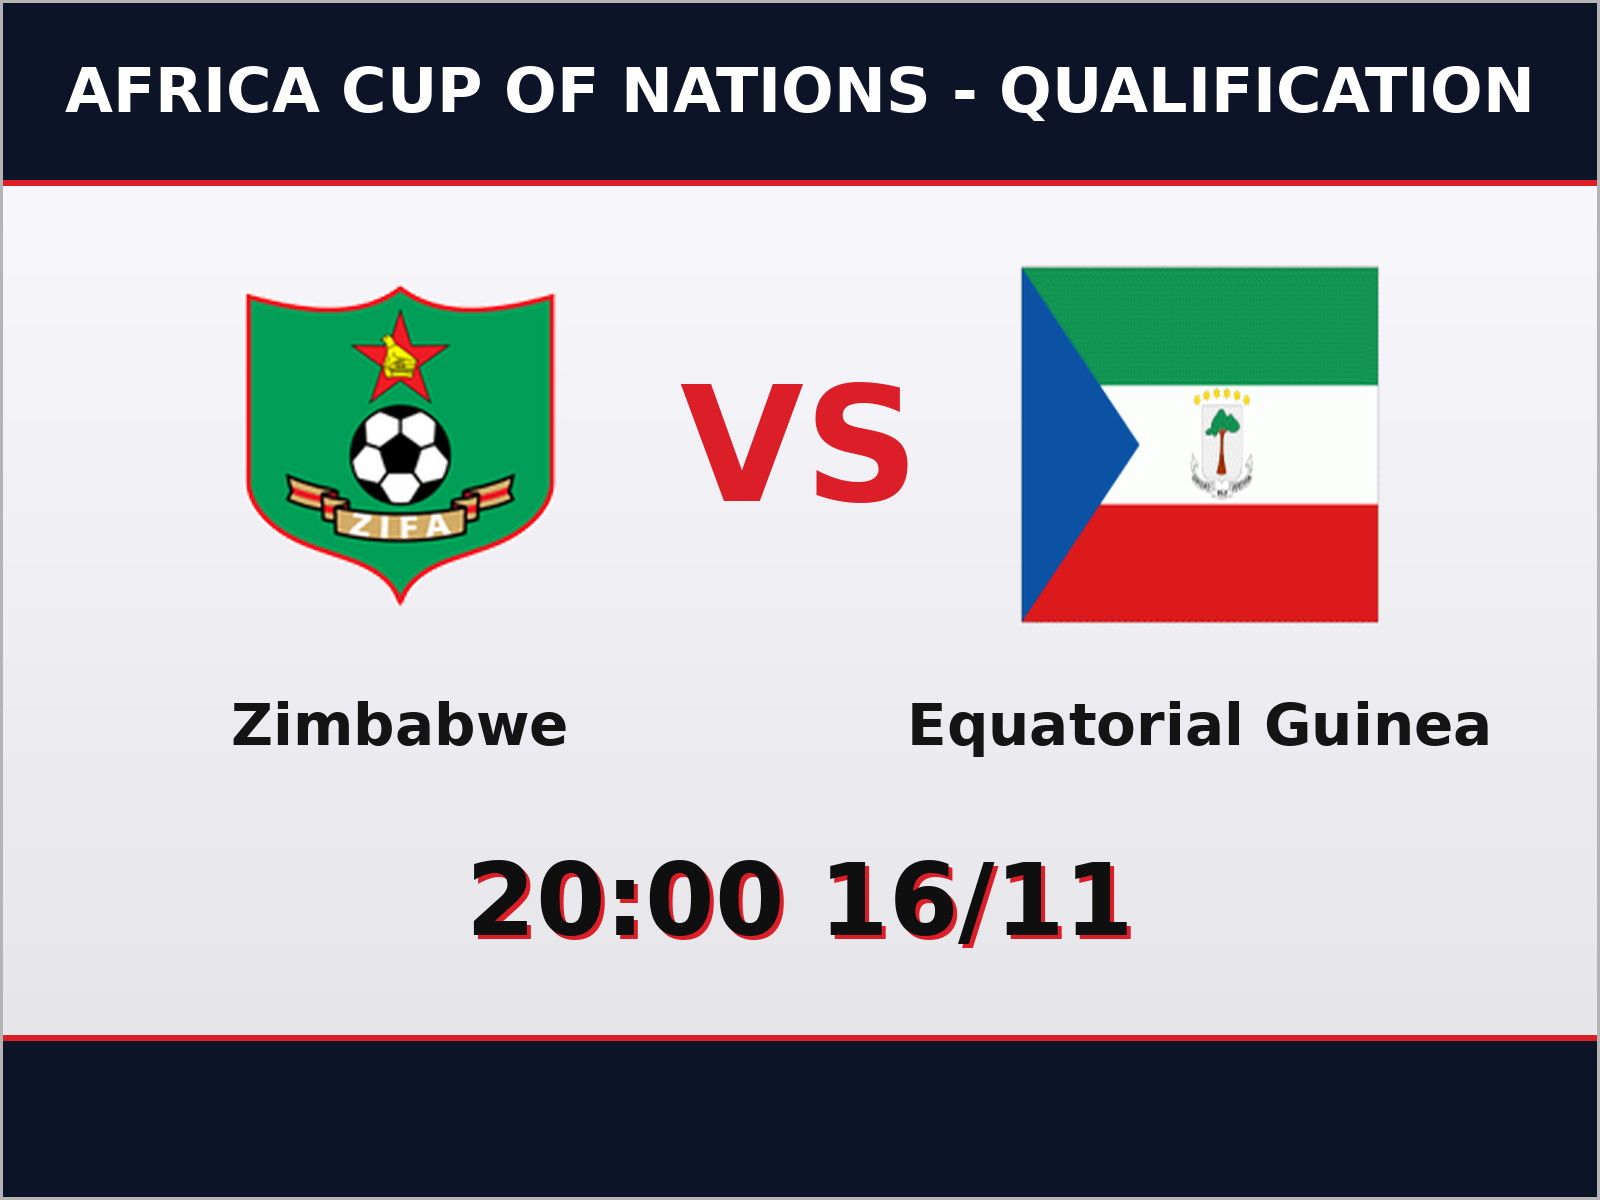 AFRICA CUP OF NATIONS - QUALIFICATION
VS
ZIFA
Zimbabwe
Equatorial Guinea
20:00 16/11